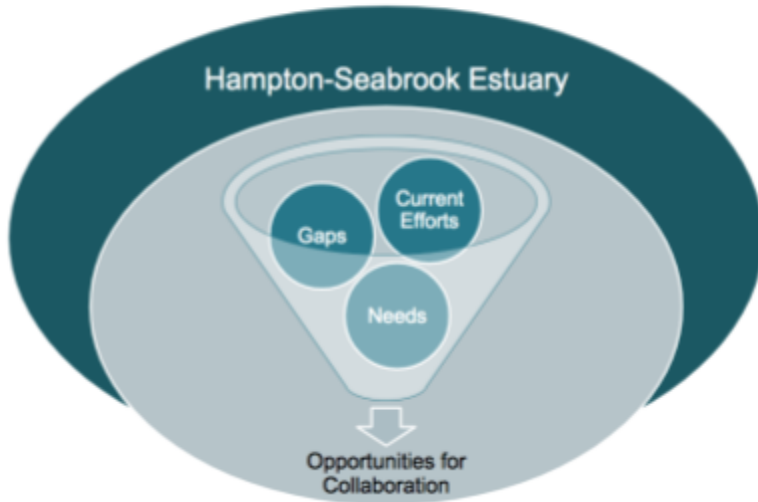 Hampton-Seabrook Estuary
Current
Efforts
Gaps
Needs
Opportunities for
Collaboration